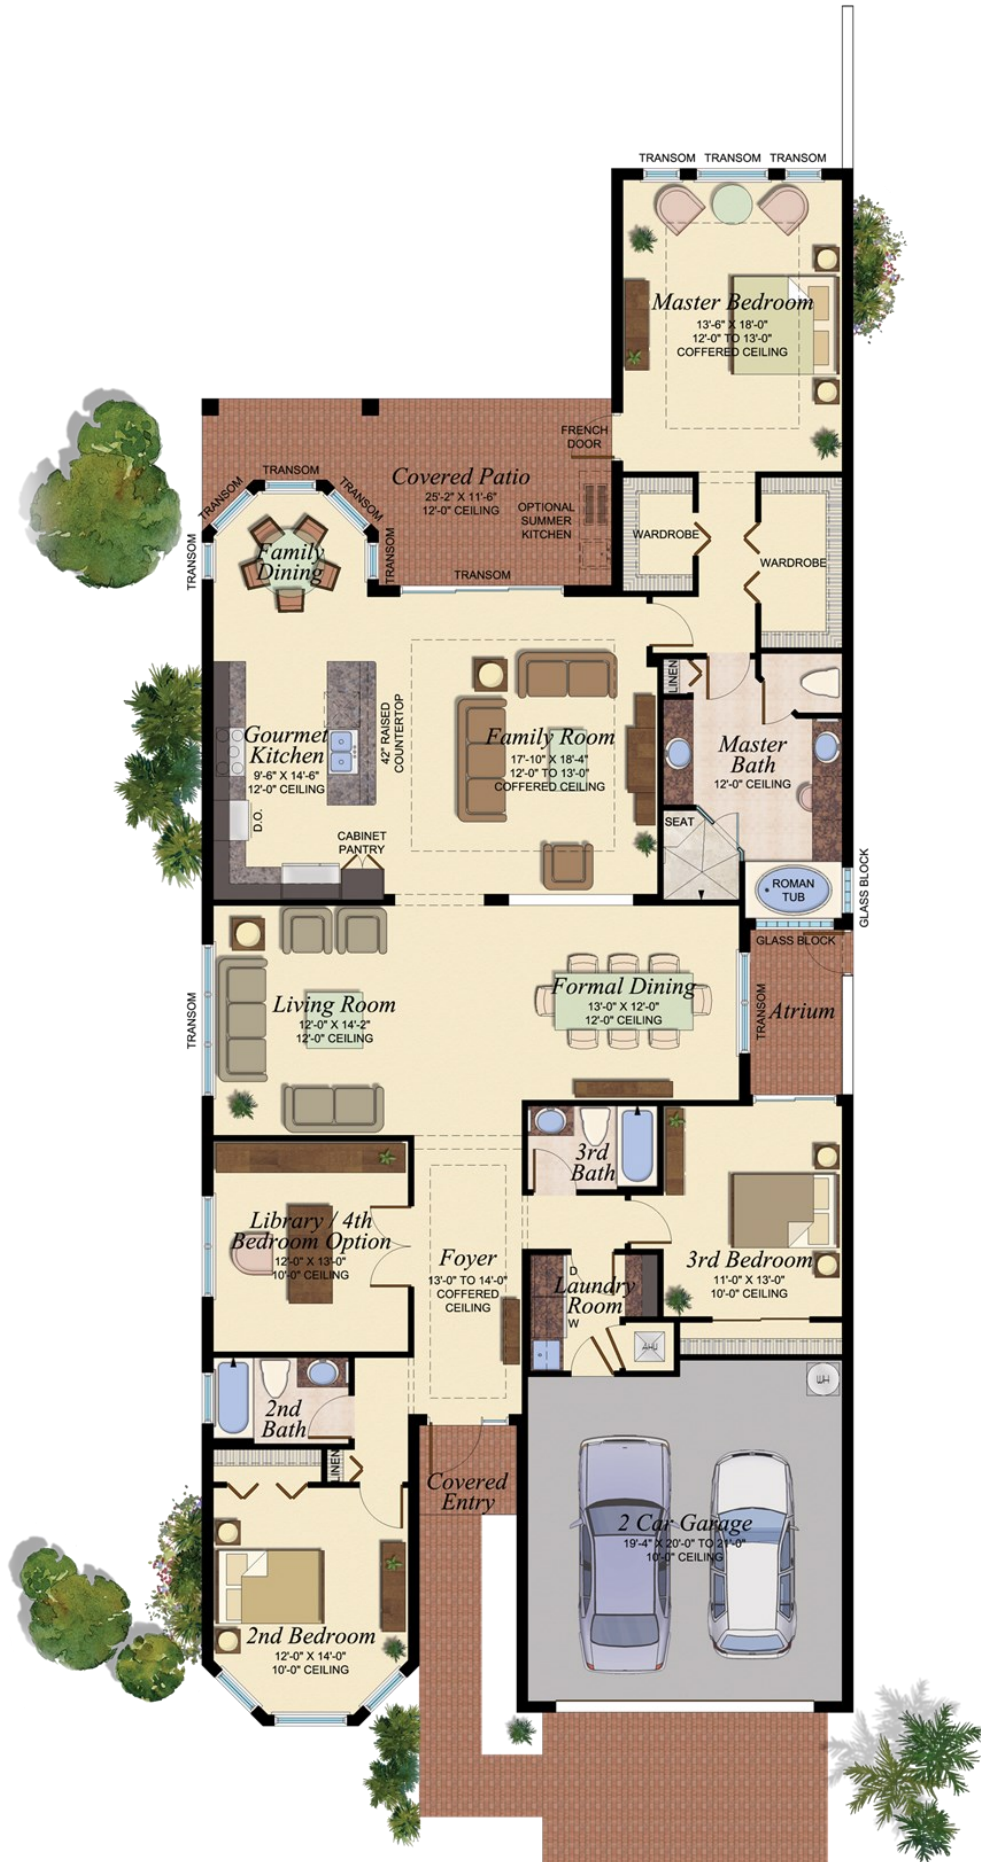 TRANSOM TRANSOM TRANSOM
Master Bedroom
13'-6" X 18'-0"
12'-0" TO 13'-0"
COFFERED CEILING
FRENCH
DOOR
Covered Patio
25'-2" X 11'-6"
12'-0" CEILING
OPTIONAL
SUMMER
KITCHEN
TRANSOM
TRANSOM
TRANSOM
TRANSOM
TRANSOM
TRANSOM
Family
Dining
WARDROBE
WARDROBE
LINEN
Gourmet
Kitchen
9'-6" X 14'-6"
12'-0" CEILING
42" RAISED
COUNTERTOP
D.O.
CABINET
PANTRY
Family Room
17'-10" X 18'-4"
12'-0" TO 13'-0"
COFFERED CEILING
Master
Bath
12'-0" CEILING
SEAT
ROMAN
TUB
GLASS BLOCK
GLASS BLOCK
TRANSOM
Living Room
12'-0" X 14'-2"
12'-0" CEILING
Formal Dining
13'-0" X 12'-0"
12'-0" CEILING
TRANSOM
Atrium
3rd
Bath
Library / 4th
Bedroom Option
12'-0" X 13'-0"
10'-0" CEILING
Foyer
13'-0" TO 14'-0"
COFFERED
CEILING
D
Laundry
Room
W
3rd Bedroom
11'-0" X 13'-0"
10'-0" CEILING
AHU
WH
2nd
Bath
LINEN
Covered
Entry
2 Car Garage
19'-4" X 20'-0" TO 21'-0"
10'-0" CEILING
2nd Bedroom
12'-0" X 14'-0"
10'-0" CEILING